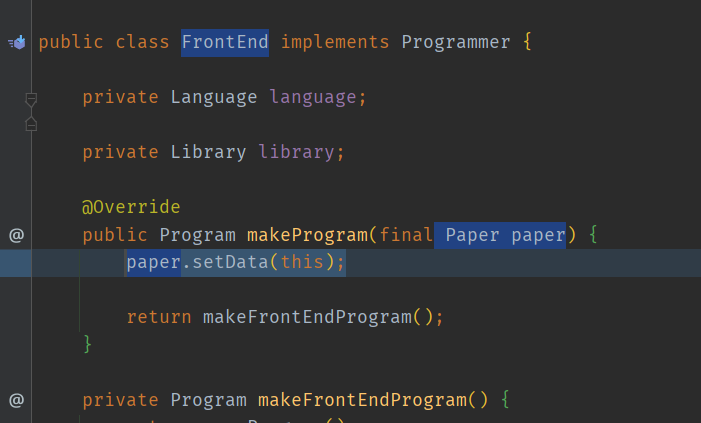 public class FrontEnd implements Programmer {
private Language language;
private Library library;
@Override
@ public Program makeProgram(final Paper paper) {
paper.setData(this);
return makeFrontEndProgram();
}
@ private Program makeFrontEndProgram() {